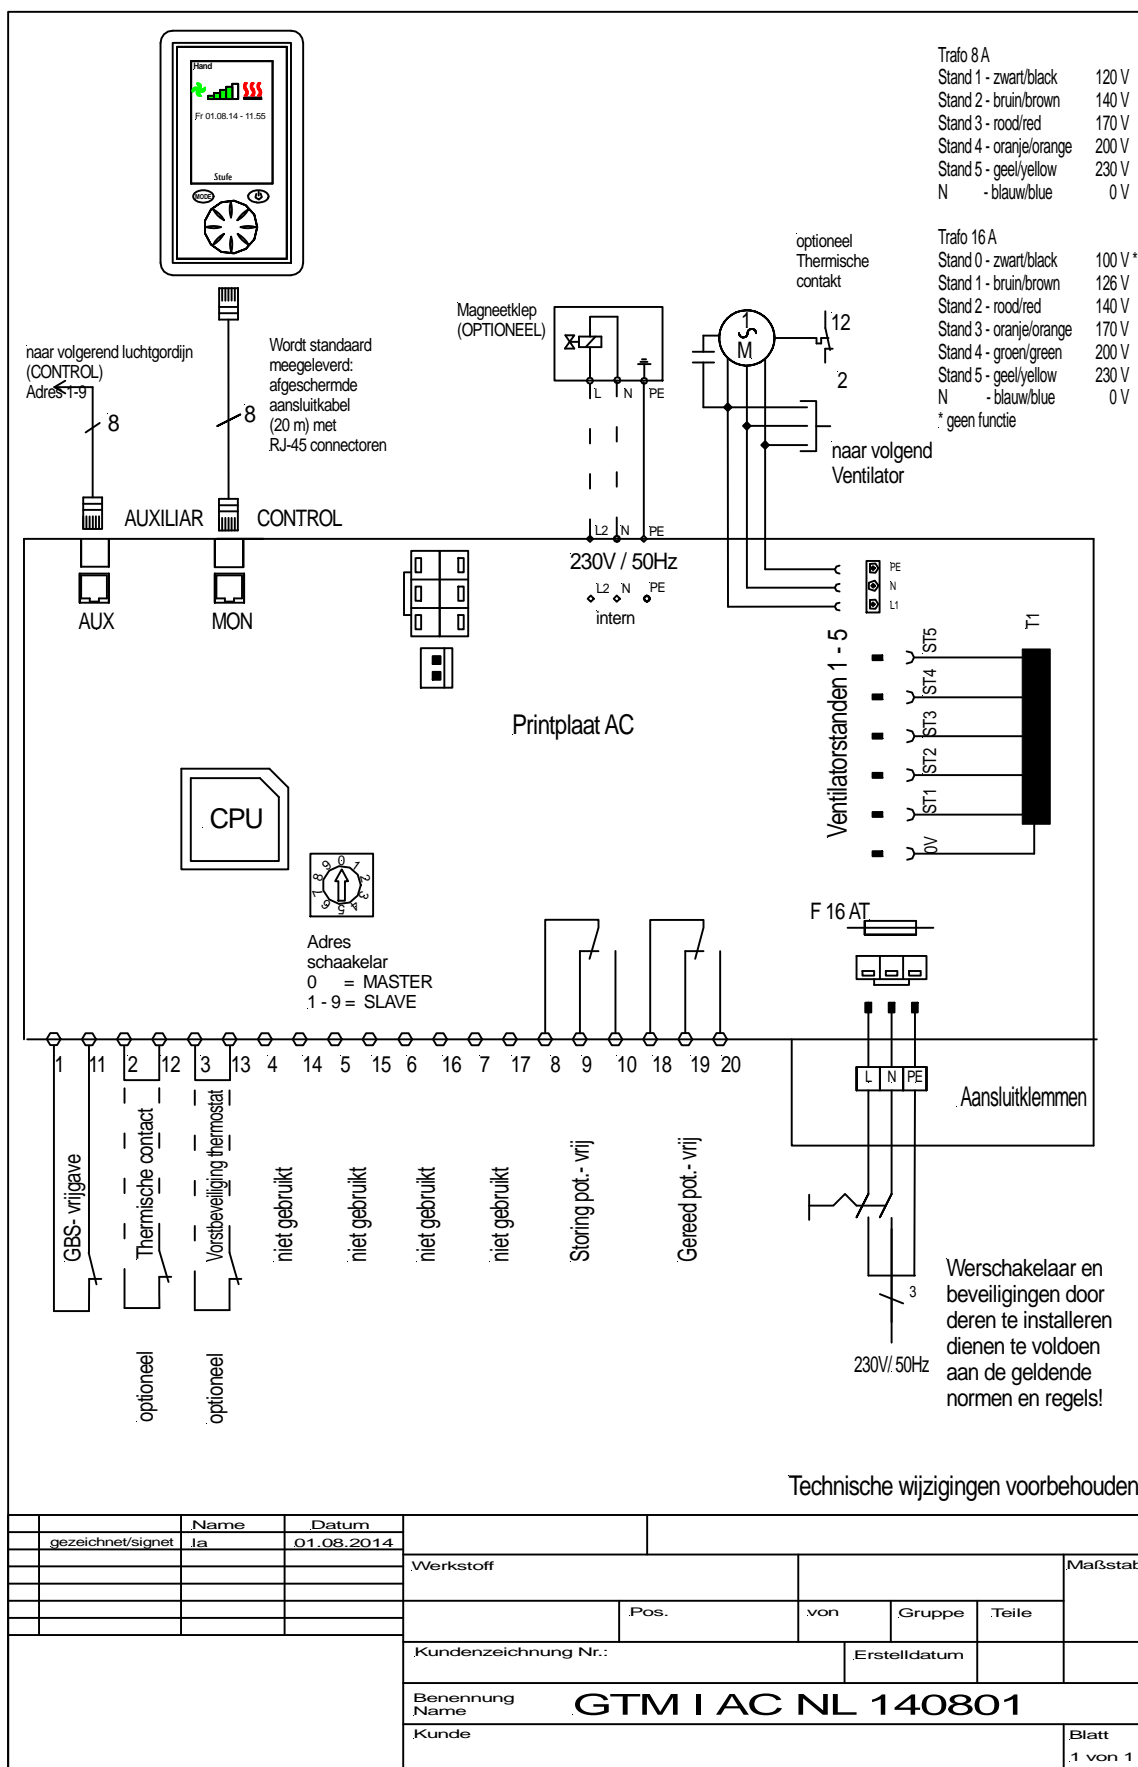 Hand
Fr 01.08.14 - 11.55
Stufe
MODE
Trafo 8 A
Stand 1 - zwart/black 120 V
Stand 2 - bruin/brown 140 V
Stand 3 - rood/red 170 V
Stand 4 - oranje/orange 200 V
Stand 5 - geel/yellow 230 V
N - blauw/blue 0 V
Trafo 16 A
Stand 0 - zwart/black 100 V *
Stand 1 - bruin/brown 126 V
Stand 2 - rood/red 140 V
Stand 3 - oranje/orange 170 V
Stand 4 - groen/green 200 V
Stand 5 - geel/yellow 230 V
N - blauw/blue 0 V
* geen functie
optioneel
Thermische
contakt
12
2
1
M
Magneetklep
(OPTIONEEL)
L N PE
naar volgerend luchtgordijn
(CONTROL)
Adres 1-9
8
Wordt standaard
meegeleverd:
afgeschermde
aansluitkabel
(20 m) met
RJ-45 connectoren
8
naar volgend
Ventilator
AUXILIAR
CONTROL
L2 N PE
230V / 50Hz
L2 N PE
intern
AUX
MON
PE
N
L1
T1
Ventilatorstanden 1 - 5
ST5
ST4
ST3
ST2
ST1
0V
Printplaat AC
CPU
0 1 2 3 4 5 6 7 8 9
Adres
schaakelar
0 = MASTER
1 - 9 = SLAVE
F 16 AT
1 11 2 12 3 13 4 14 5 15 6 16 7 17 8 9 10 18 19 20
L N PE
Aansluitklemmen
GBS- vrijgave
Thermische contact
Vorstbeveiliging thermostat
niet gebruikt
niet gebruikt
niet gebruikt
niet gebruikt
Storing pot.- vrij
Gereed pot.- vrij
optioneel
optioneel
3
230V/ 50Hz
Werschakelaar en
beveiligingen door
deren te installeren
dienen te voldoen
aan de geldende
normen en regels!
Technische wijzigingen voorbehouden
Name Datum
gezeichnet/signet la 01.08.2014
Werkstoff
Maßstab
Pos. von Gruppe Teile
Kundenzeichnung Nr.: Erstelldatum
Benennung
Name
GTM I AC NL 140801
Kunde
Blatt
1 von 1